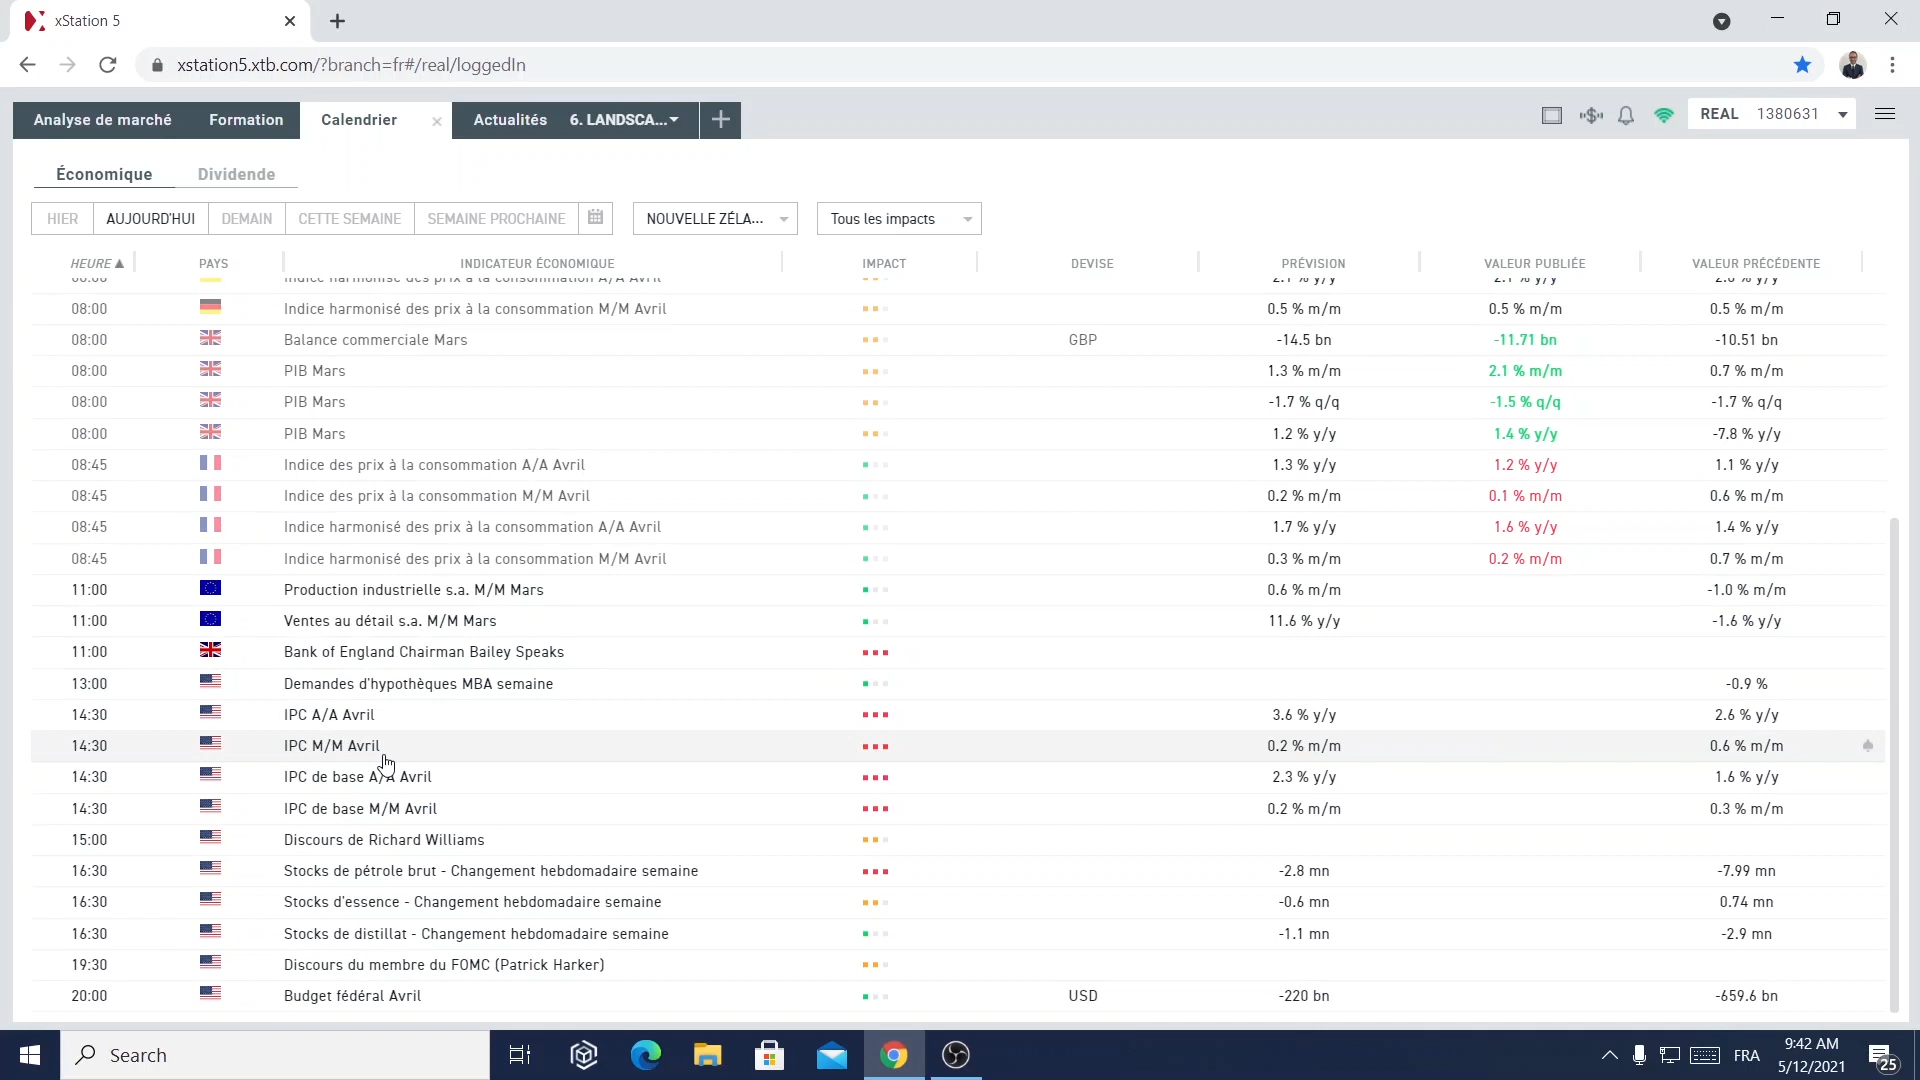 xStation 5
xstation5.xtb.com/?branch=fr#/real/loggedIn
Analyse de marché Formation Calendrier Actualités 6. LANDSCA... REAL 1380631
Économique Dividende
HIER AUJOURD'HUI DEMAIN CETTE SEMAINE SEMAINE PROCHAINE NOUVELLE ZÉLA... Tous les impacts
HEURE PAYS INDICATEUR ÉCONOMIQUE IMPACT DEVISE PRÉVISION VALEUR PUBLIÉE VALEUR PRÉCÉDENTE
Indice harmonisé des prix à la consommation A/A Avril
08:00 Indice harmonisé des prix à la consommation M/M Avril 0.5 % m/m 0.5 % m/m 0.5 % m/m
08:00 Balance commerciale Mars GBP -14.5 bn -11.71 bn -10.51 bn
08:00 PIB Mars 1.3 % m/m 2.1 % m/m 0.7 % m/m
08:00 PIB Mars -1.7 % q/q -1.5 % q/q -1.7 % q/q
08:00 PIB Mars 1.2 % y/y 1.4 % y/y -7.8 % y/y
08:45 Indice des prix à la consommation A/A Avril 1.3 % y/y 1.2 % y/y 1.1 % y/y
08:45 Indice des prix à la consommation M/M Avril 0.2 % m/m 0.1 % m/m 0.6 % m/m
08:45 Indice harmonisé des prix à la consommation A/A Avril 1.7 % y/y 1.6 % y/y 1.4 % y/y
08:45 Indice harmonisé des prix à la consommation M/M Avril 0.3 % m/m 0.2 % m/m 0.7 % m/m
11:00 Production industrielle s.a. M/M Mars 0.6 % m/m -1.0 % m/m
11:00 Ventes au détail s.a. M/M Mars 11.6 % y/y -1.6 % y/y
11:00 Bank of England Chairman Bailey Speaks
13:00 Demandes d'hypothèques MBA semaine -0.9 %
14:30 IPC A/A Avril 3.6 % y/y 2.6 % y/y
14:30 IPC M/M Avril 0.2 % m/m 0.6 % m/m
14:30 IPC de base A/A Avril 2.3 % y/y 1.6 % y/y
14:30 IPC de base M/M Avril 0.2 % m/m 0.3 % m/m
15:00 Discours de Richard Williams
16:30 Stocks de pétrole brut - Changement hebdomadaire semaine -2.8 mn -7.99 mn
16:30 Stocks d'essence - Changement hebdomadaire semaine -0.6 mn 0.74 mn
16:30 Stocks de distillat - Changement hebdomadaire semaine -1.1 mn -2.9 mn
19:30 Discours du membre du FOMC (Patrick Harker)
20:00 Budget fédéral Avril USD -220 bn -659.6 bn
Search FRA 9:42 AM
5/12/2021 25